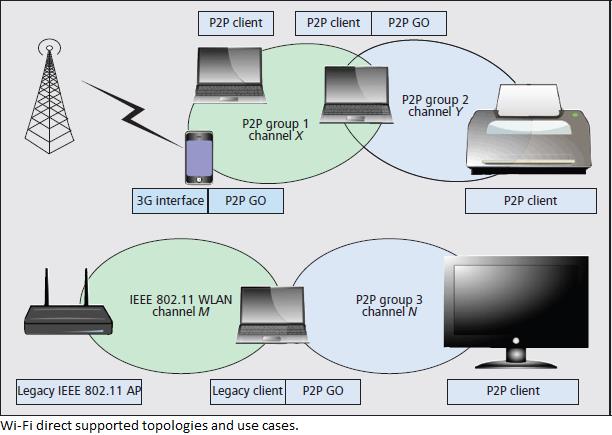 P2P client
P2P client
P2P GO
P2P group 1
channel X
P2P group 2
channel Y
3G interface
P2P GO
P2P client
IEEE 802.11 WLAN
channel M
P2P group 3
channel N
Legacy IEEE 802.11 AP
Legacy client
P2P GO
P2P client
Wi-Fi direct supported topologies and use cases.